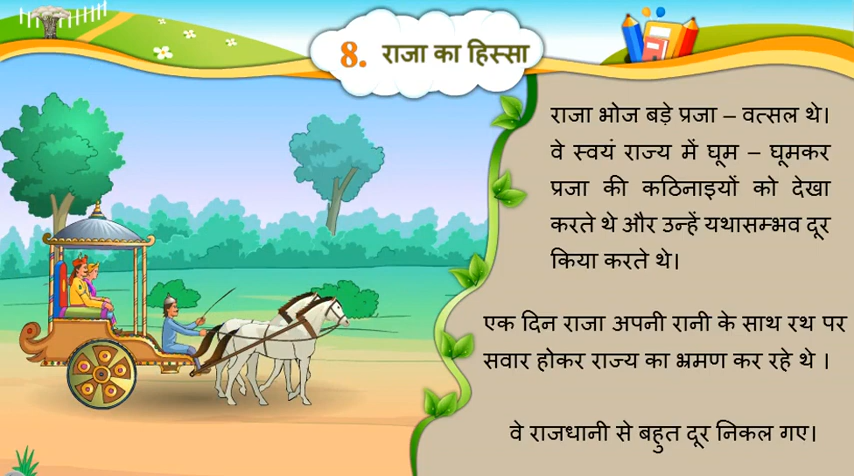 8. राजा का हिस्सा
राजा भोज बड़े प्रजा – वत्सल थे।
वे स्वयं राज्य में घूम – घूमकर
प्रजा की कठिनाइयों को देखा
करते थे और उन्हें यथासम्भव दूर
किया करते थे।
एक दिन राजा अपनी रानी के साथ रथ पर
सवार होकर राज्य का भ्रमण कर रहे थे ।
वे राजधानी से बहुत दूर निकल गए।